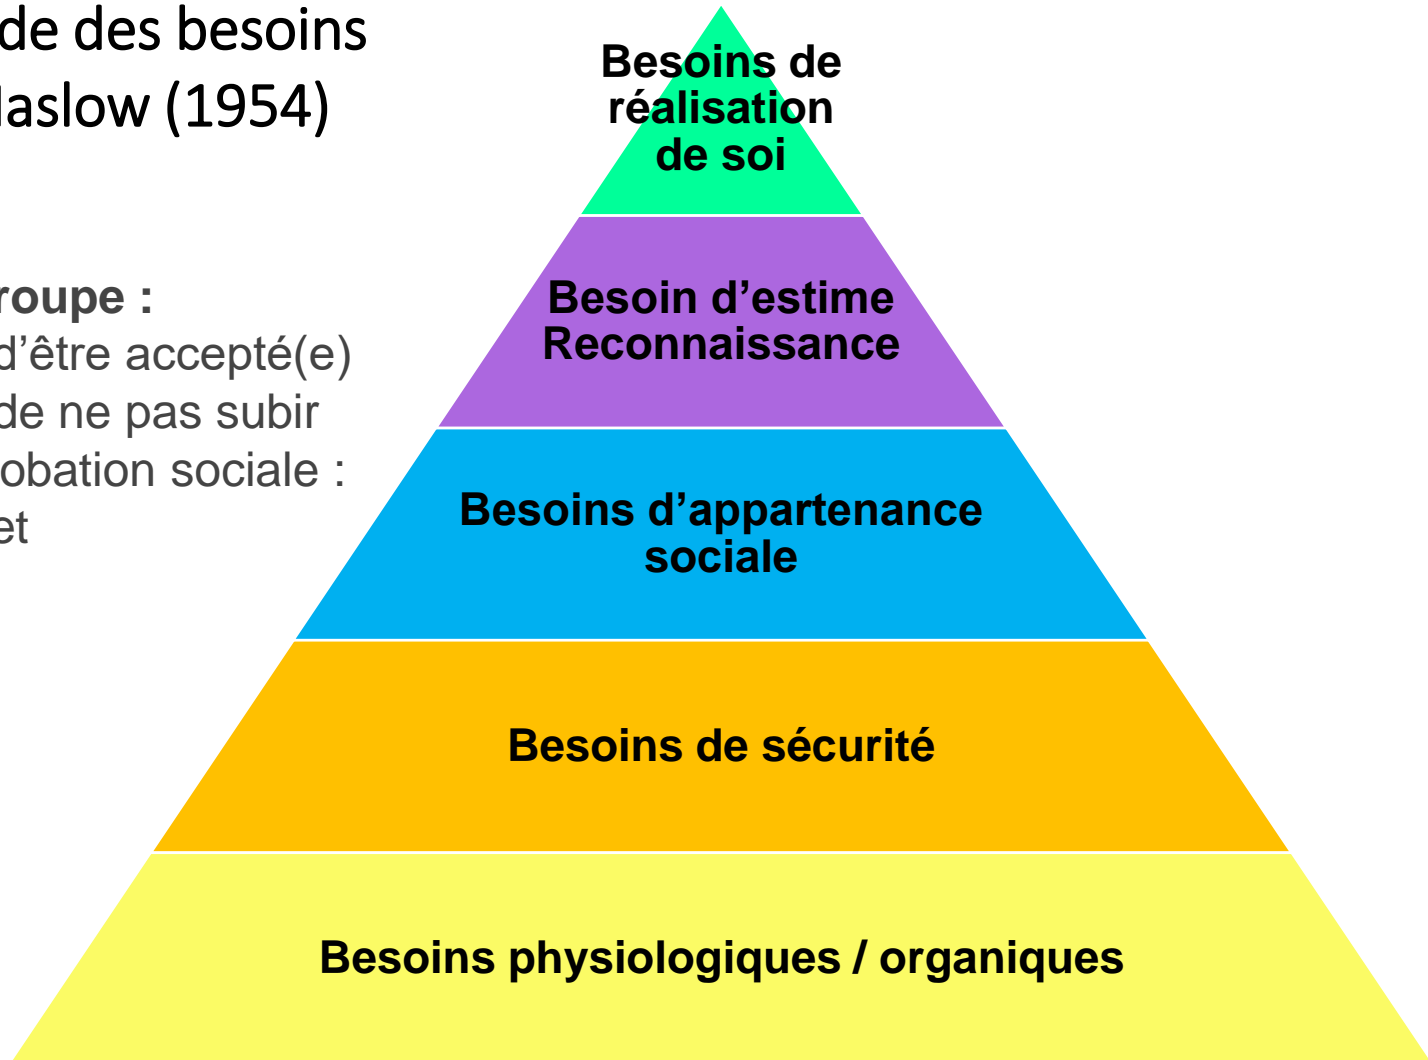 de des besoins
aslow (1954)
roupe :
d’être accepté(e)
de ne pas subir
obation sociale :
et
Besoins de
réalisation
de soi
Besoin d’estime
Reconnaissance
Besoins d’appartenance
sociale
Besoins de sécurité
Besoins physiologiques / organiques